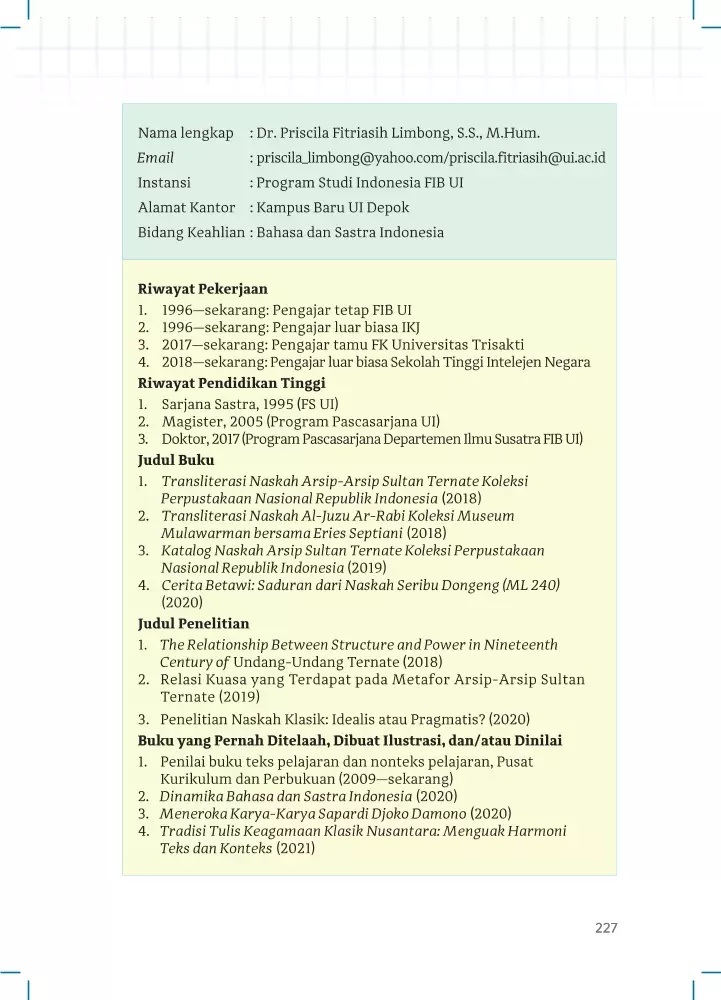 Nama lengkap : Dr. Priscila Fitriasih Limbong, S.S., M.Hum.
Email : priscila_limbong@yahoo.com/priscila.fitriasih@ui.ac.id
Instansi : Program Studi Indonesia FIB UI
Alamat Kantor : Kampus Baru UI Depok
Bidang Keahlian : Bahasa dan Sastra Indonesia
Riwayat Pekerjaan
1. 1996—sekarang: Pengajar tetap FIB UI
2. 1996—sekarang: Pengajar luar biasa IKJ
3. 2017—sekarang: Pengajar tamu FK Universitas Trisakti
4. 2018—sekarang: Pengajar luar biasa Sekolah Tinggi Intelejen Negara
Riwayat Pendidikan Tinggi
1. Sarjana Sastra, 1995 (FS UI)
2. Magister, 2005 (Program Pascasarjana UI)
3. Doktor, 2017 (Program Pascasarjana Departemen Ilmu Susatra FIB UI)
Judul Buku
1. Transliterasi Naskah Arsip-Arsip Sultan Ternate Koleksi
Perpustakaan Nasional Republik Indonesia (2018)
2. Transliterasi Naskah Al-Juzu Ar-Rabi Koleksi Museum
Mulawarman bersama Eries Septiani (2018)
3. Katalog Naskah Arsip Sultan Ternate Koleksi Perpustakaan
Nasional Republik Indonesia (2019)
4. Cerita Betawi: Saduran dari Naskah Seribu Dongeng (ML 240)
(2020)
Judul Penelitian
1. The Relationship Between Structure and Power in Nineteenth
Century of Undang-Undang Ternate (2018)
2. Relasi Kuasa yang Terdapat pada Metafor Arsip-Arsip Sultan
Ternate (2019)
3. Penelitian Naskah Klasik: Idealis atau Pragmatis? (2020)
Buku yang Pernah Ditelaah, Dibuat Ilustrasi, dan/atau Dinilai
1. Penilai buku teks pelajaran dan nonteks pelajaran, Pusat
Kurikulum dan Perbukuan (2009—sekarang)
2. Dinamika Bahasa dan Sastra Indonesia (2020)
3. Meneroka Karya-Karya Sapardi Djoko Damono (2020)
4. Tradisi Tulis Keagamaan Klasik Nusantara: Menguak Harmoni
Teks dan Konteks (2021)
227